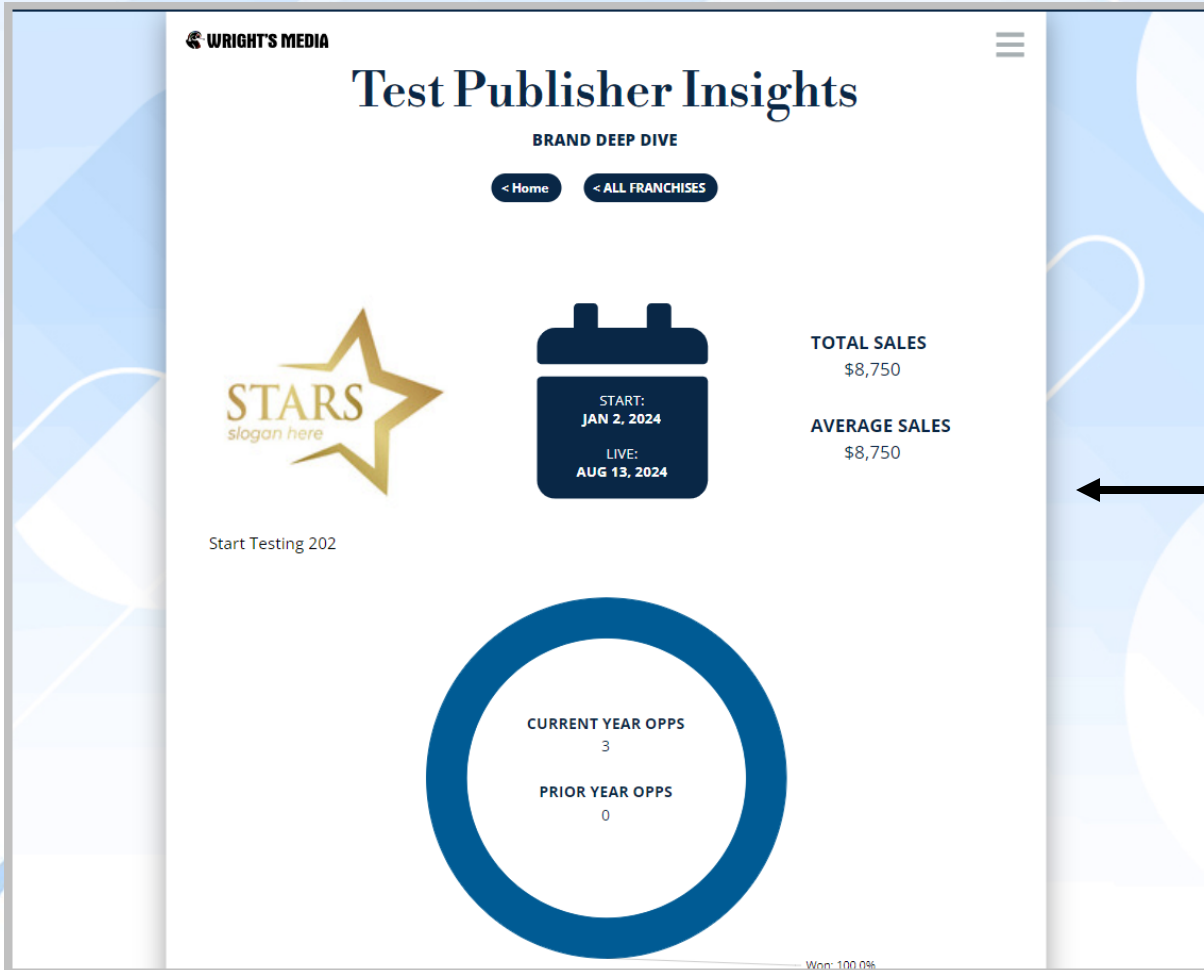 WRIGHT'S MEDIA
Test Publisher Insights
BRAND DEEP DIVE
< Home
< ALL FRANCHISES
STARS
slogan here
START:
JAN 2, 2024
LIVE:
AUG 13, 2024
TOTAL SALES
$8,750
AVERAGE SALES
$8,750
Start Testing 202
CURRENT YEAR OPPS
3
PRIOR YEAR OPPS
0
Won: 100.0%